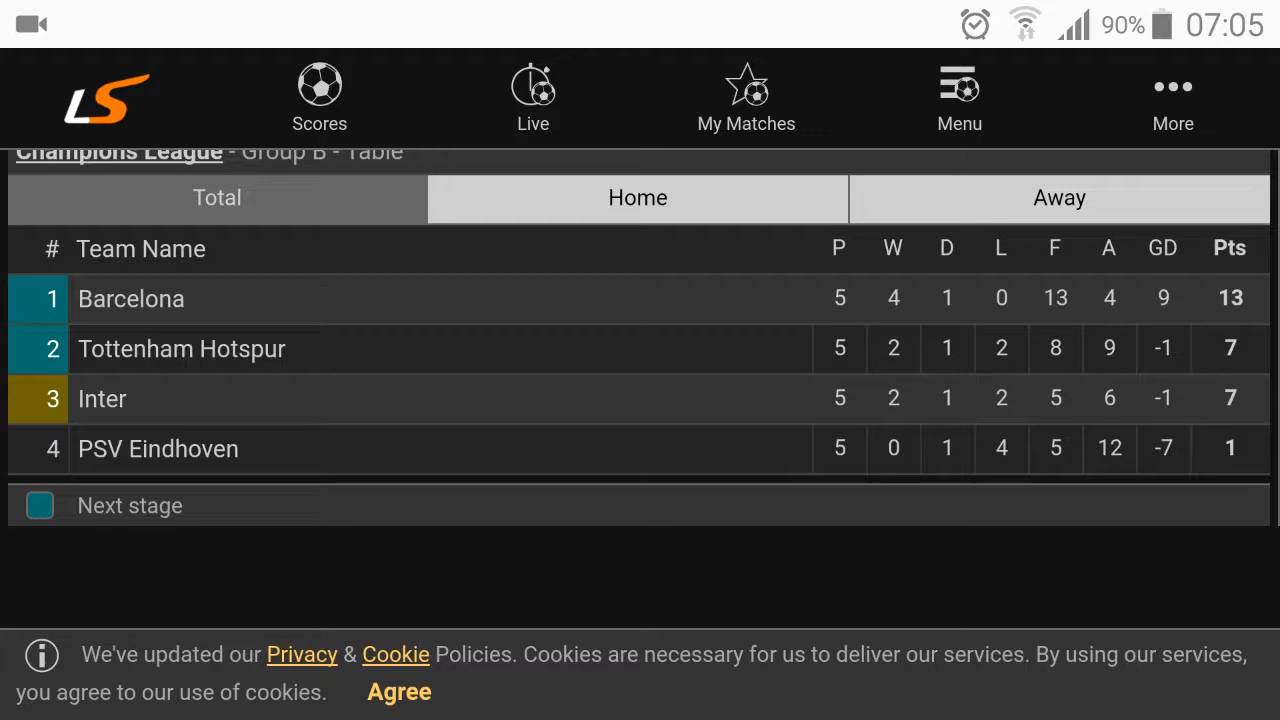 90% 07:05
LS
Scores Live My Matches Menu More
Champions League - Group B - Table
Total Home Away
# Team Name P W D L F A GD Pts
1 Barcelona 5 4 1 0 13 4 9 13
2 Tottenham Hotspur 5 2 1 2 8 9 -1 7
3 Inter 5 2 1 2 5 6 -1 7
4 PSV Eindhoven 5 0 1 4 5 12 -7 1
Next stage
We've updated our Privacy & Cookie Policies. Cookies are necessary for us to deliver our services. By using our services,
you agree to our use of cookies. Agree